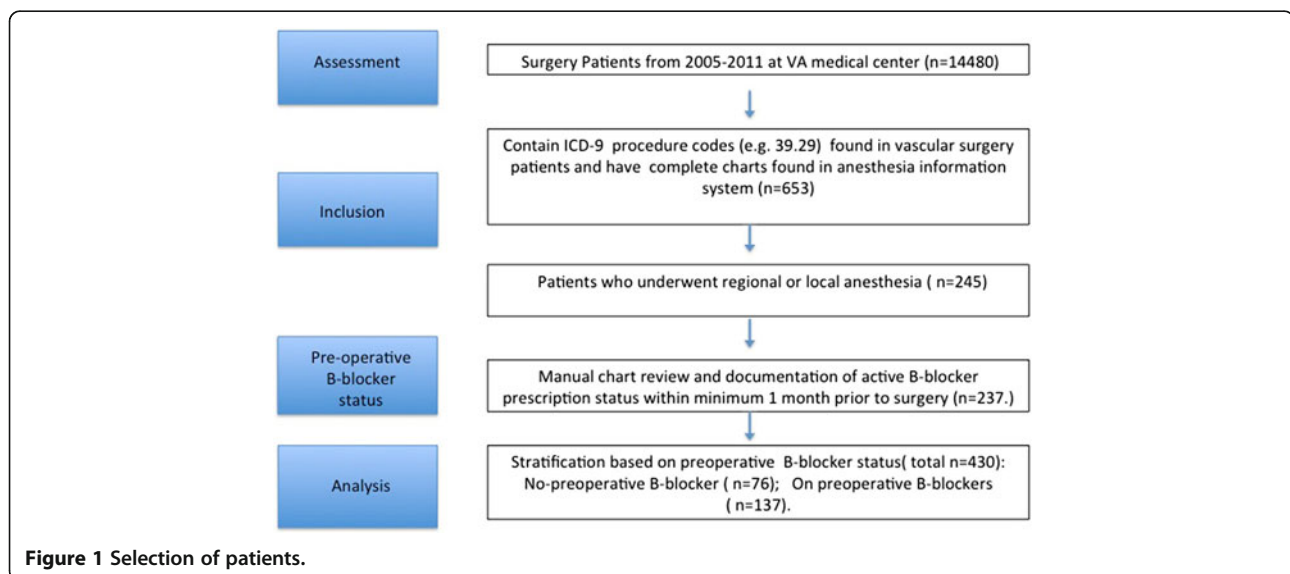 Assessment
Surgery Patients from 2005-2011 at VA medical center (n=14480)
Inclusion
Contain ICD-9 procedure codes (e.g. 39.29) found in vascular surgery
patients and have complete charts found in anesthesia information
system (n=653)
Patients who underwent regional or local anesthesia ( n=245)
Pre-operative
B-blocker
status
Manual chart review and documentation of active B-blocker
prescription status within minimum 1 month prior to surgery (n=237.)
Analysis
Stratification based on preoperative B-blocker status( total n=430):
No-preoperative B-blocker ( n=76); On preoperative B-blockers
( n=137).
Figure 1 Selection of patients.